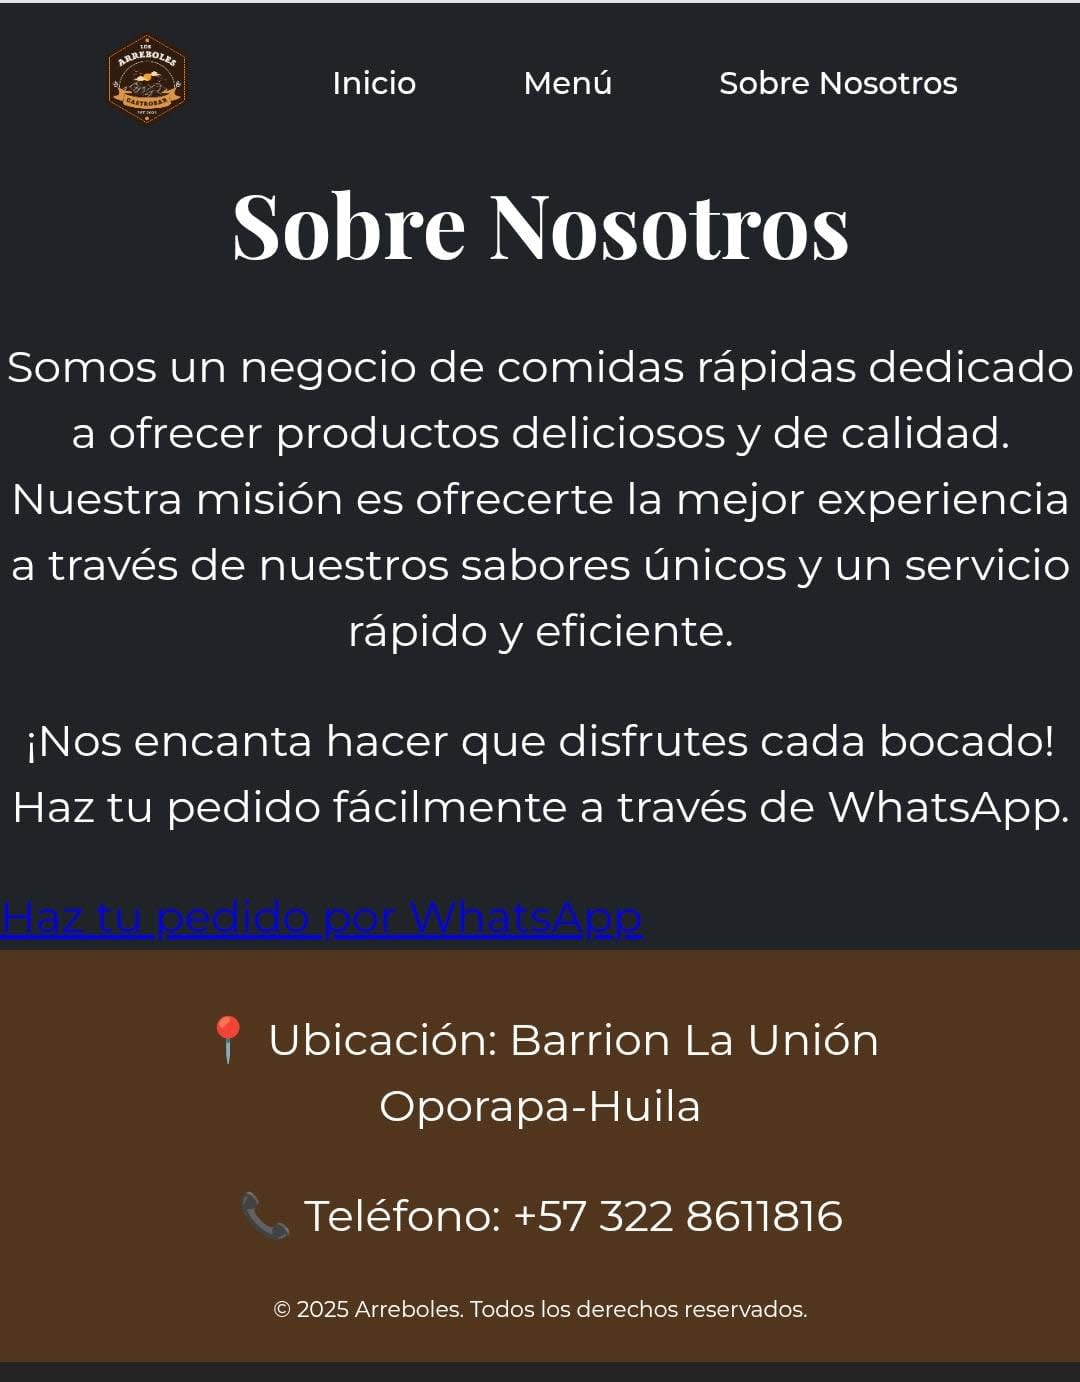 LOS
ARREBOLES
GASTROBAR
Inicio
Menú
Sobre Nosotros
Sobre Nosotros
Somos un negocio de comidas rápidas dedicado
a ofrecer productos deliciosos y de calidad.
Nuestra misión es ofrecerte la mejor experiencia
a través de nuestros sabores únicos y un servicio
rápido y eficiente.
¡Nos encanta hacer que disfrutes cada bocado!
Haz tu pedido fácilmente a través de WhatsApp.
Haz tu pedido por WhatsApp
📍 Ubicación: Barrion La Unión
Oporapa-Huila
📞 Teléfono: +57 322 8611816
© 2025 Arreboles. Todos los derechos reservados.